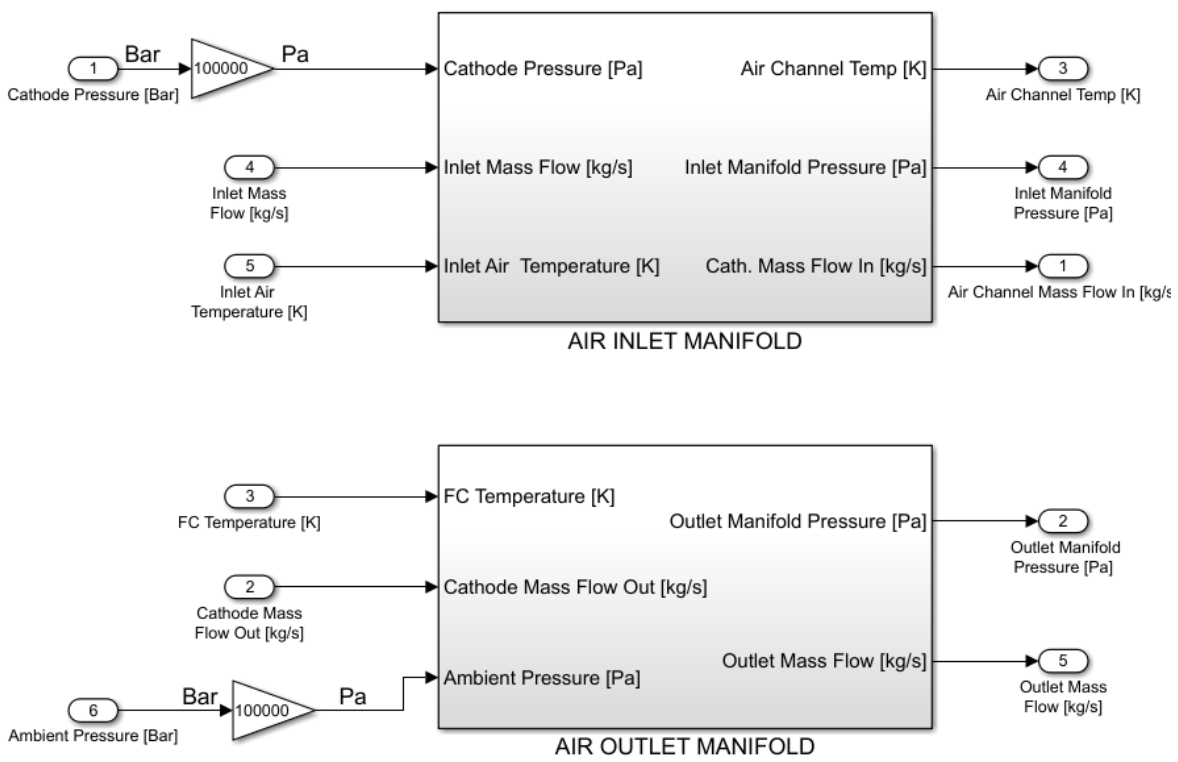 Bar
Pa
1
100000
Cathode Pressure [Bar]
Cathode Pressure [Pa]
Air Channel Temp [K]
3
Air Channel Temp [K]
4
Inlet Mass
Flow [kg/s]
Inlet Mass Flow [kg/s]
Inlet Manifold Pressure [Pa]
4
Inlet Manifold
Pressure [Pa]
5
Inlet Air
Temperature [K]
Inlet Air  Temperature [K]
Cath. Mass Flow In [kg/s]
1
Air Channel Mass Flow In [kg/s
AIR INLET MANIFOLD
3
FC Temperature [K]
FC Temperature [K]
Outlet Manifold Pressure [Pa]
2
Outlet Manifold
Pressure [Pa]
2
Cathode Mass
Flow Out [kg/s]
Cathode Mass Flow Out [kg/s]
Outlet Mass Flow [kg/s]
5
Outlet Mass
Flow [kg/s]
Bar
Pa
6
100000
Ambient Pressure [Bar]
Ambient Pressure [Pa]
AIR OUTLET MANIFOLD